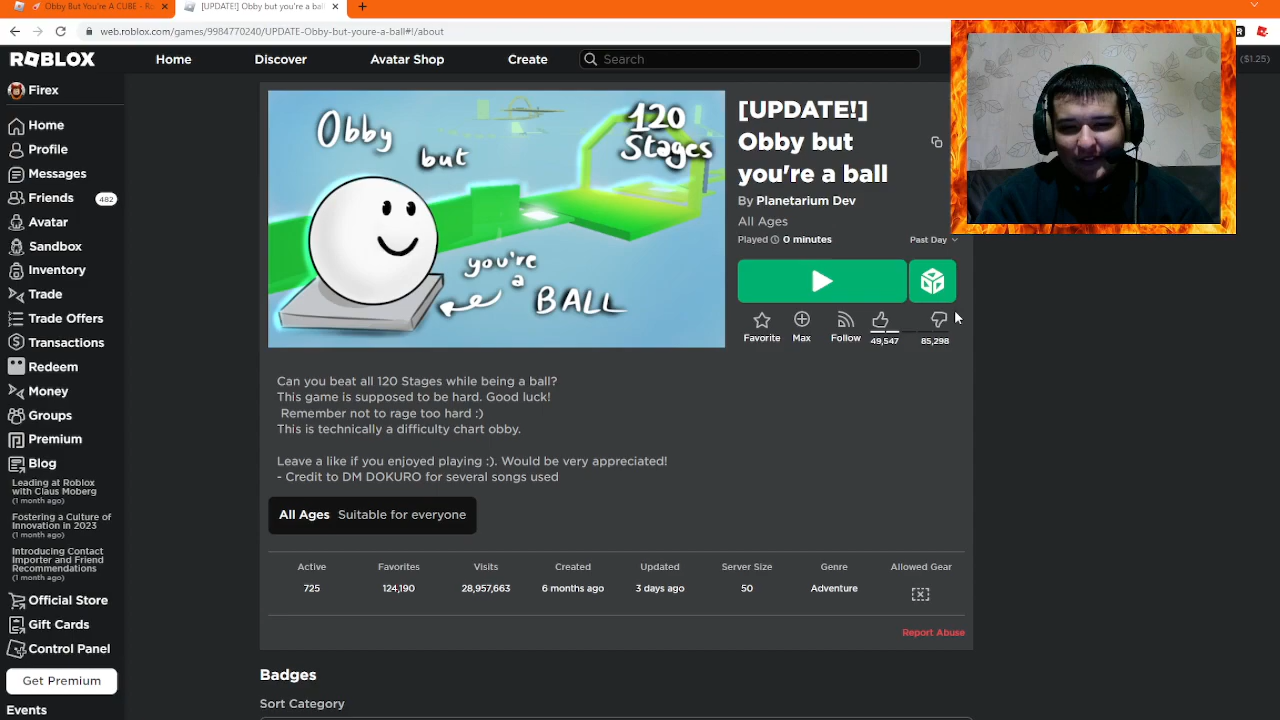 Obby But You're A CUBE - Ro
[UPDATE!] Obby but you're a ball
web.roblox.com/games/9984770240/UPDATE-Obby-but-youre-a-ball#!/about
ROBLOX
Home
Discover
Avatar Shop
Create
Search
($1.25)
Firex
Home
Profile
Messages
Friends
482
Avatar
Sandbox
Inventory
Trade
Trade Offers
Transactions
Redeem
Money
Groups
Premium
Blog
Leading at Roblox
with Claus Moberg
(1 month ago)
Fostering a Culture of
Innovation in 2023
(1 month ago)
Introducing Contact
Importer and Friend
Recommendations
(1 month ago)
Official Store
Gift Cards
Control Panel
Get Premium
Events
Obby
but
120
Stages
you're
a
BALL
[UPDATE!]
Obby but
you're a ball
By Planetarium Dev
All Ages
Played 0 minutes
Past Day
Favorite
Max
Follow
49,547
85,298
Can you beat all 120 Stages while being a ball?
This game is supposed to be hard. Good luck!
Remember not to rage too hard :)
This is technically a difficulty chart obby.
Leave a like if you enjoyed playing :). Would be very appreciated!
- Credit to DM DOKURO for several songs used
All Ages Suitable for everyone
Active Favorites Visits Created Updated Server Size Genre Allowed Gear
725 124,190 28,957,663 6 months ago 3 days ago 50 Adventure
Report Abuse
Badges
Sort Category